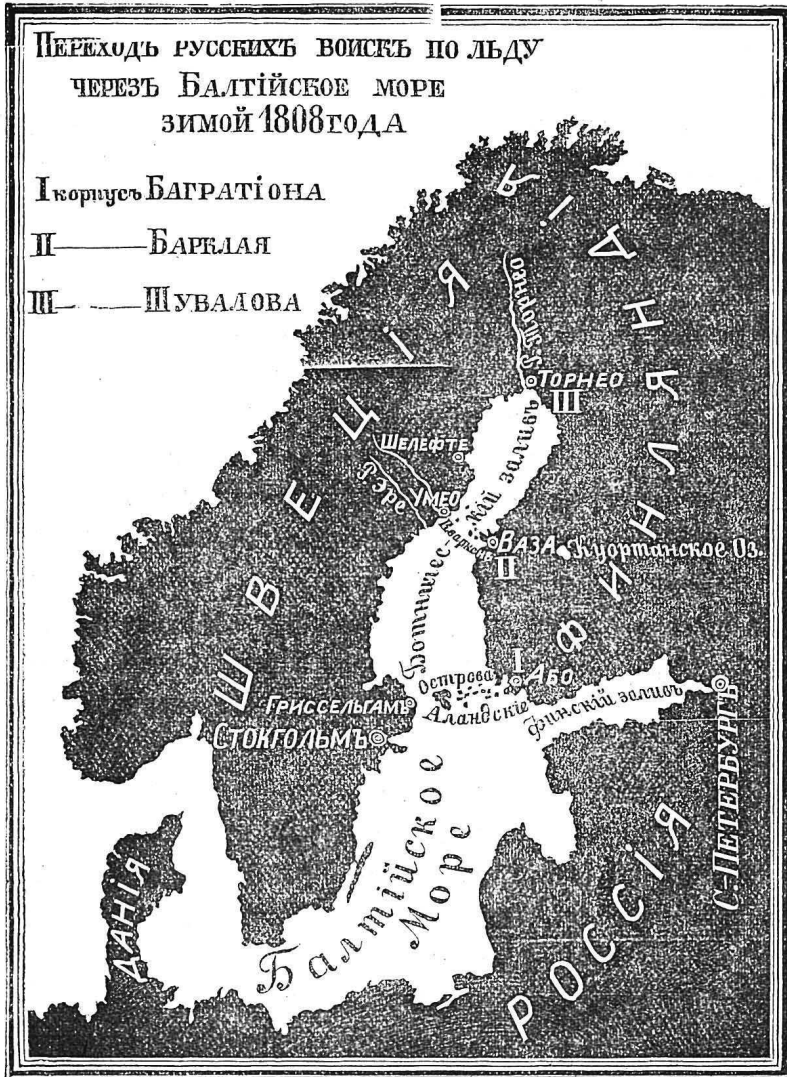 Переходъ русскихъ воискъ по льду
черезъ Балтійское море
зимой 1808 года
I корпусъ Багратіона
II —— Барклая
III — — Шувалова
ШВЕЦІЯ
ФИНЛЯНДІЯ
Р. Торнео
Торнео
III
Шелефте
Умео
Р. Эре
Кваркенъ
Ваза
II
Куортанское Оз.
Ботническій заливъ
I
Або
Острова
Аландскіе
Финскій заливъ
С.-Петербургъ
Гриссельгамъ
Стокгольмъ
Балтійское
Море
ДАНІЯ
РОССІЯ